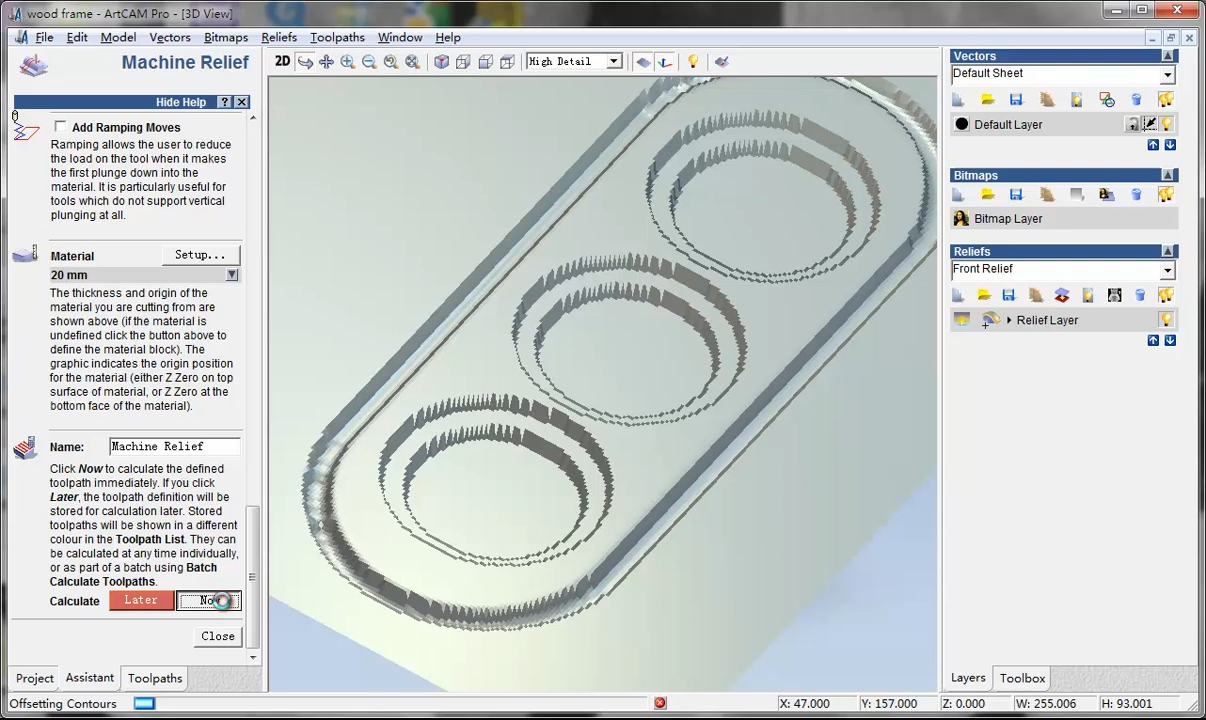 wood frame - ArtCAM Pro - [3D View]
File Edit Model Vectors Bitmaps Reliefs Toolpaths Window Help
Machine Relief
2D
High Detail
Hide Help ?
Add Ramping Moves
Ramping allows the user to reduce
the load on the tool when it makes
the first plunge down into the
material. It is particularly useful for
tools which do not support vertical
plunging at all.
Material
Setup...
20 mm
The thickness and origin of the
material you are cutting from are
shown above (if the material is
undefined click the button above to
define the material block). The
graphic indicates the origin position
for the material (either Z Zero on top
surface of material, or Z Zero at the
bottom face of the material).
Name:
Machine Relief
Click Now to calculate the defined
toolpath immediately. If you click
Later, the toolpath definition will be
stored for calculation later. Stored
toolpaths will be shown in a different
colour in the Toolpath List. They can
be calculated at any time individually,
or as part of a batch using Batch
Calculate Toolpaths.
Calculate Later Now
Close
Project Assistant Toolpaths
Vectors
Default Sheet
Default Layer
Bitmaps
Bitmap Layer
Reliefs
Front Relief
Relief Layer
Layers Toolbox
Offsetting Contours
X: 47.000 Y: 157.000 Z: 0.000 W: 255.006 H: 93.001